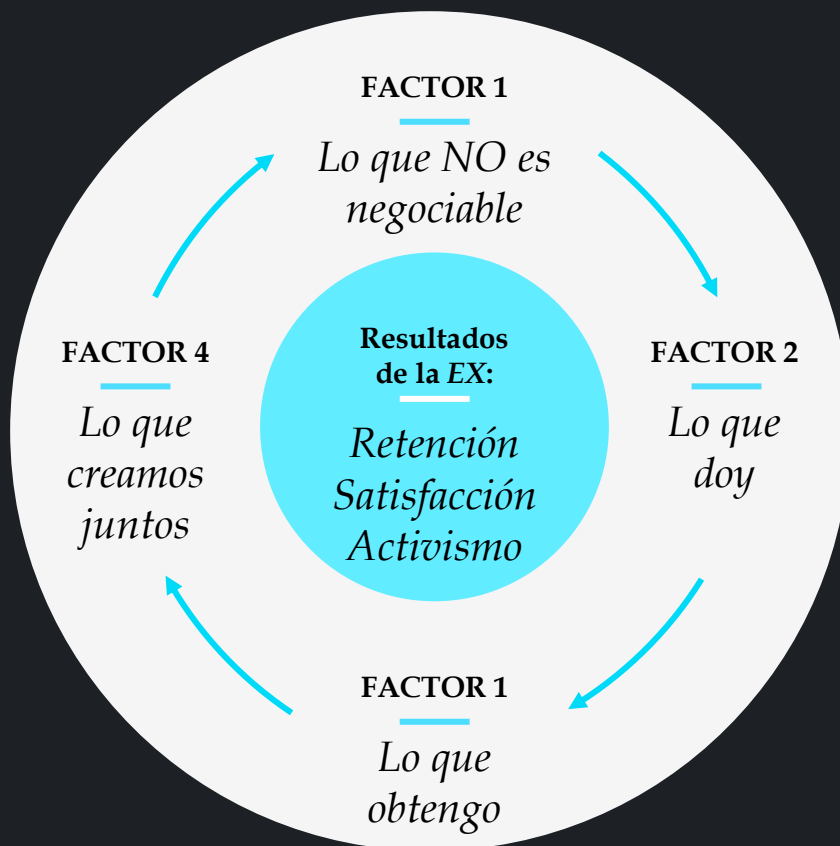 FACTOR 1
Lo que NO es
negociable
FACTOR 2
Lo que
doy
FACTOR 1
Lo que
obtengo
FACTOR 4
Lo que
creamos
juntos
Resultados
de la EX:
Retención
Satisfacción
Activismo